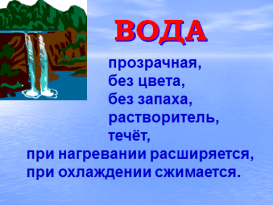 ВОДА
прозрачная,
без цвета,
без запаха,
растворитель,
течёт,
при нагревании расширяется,
при охлаждении сжимается.